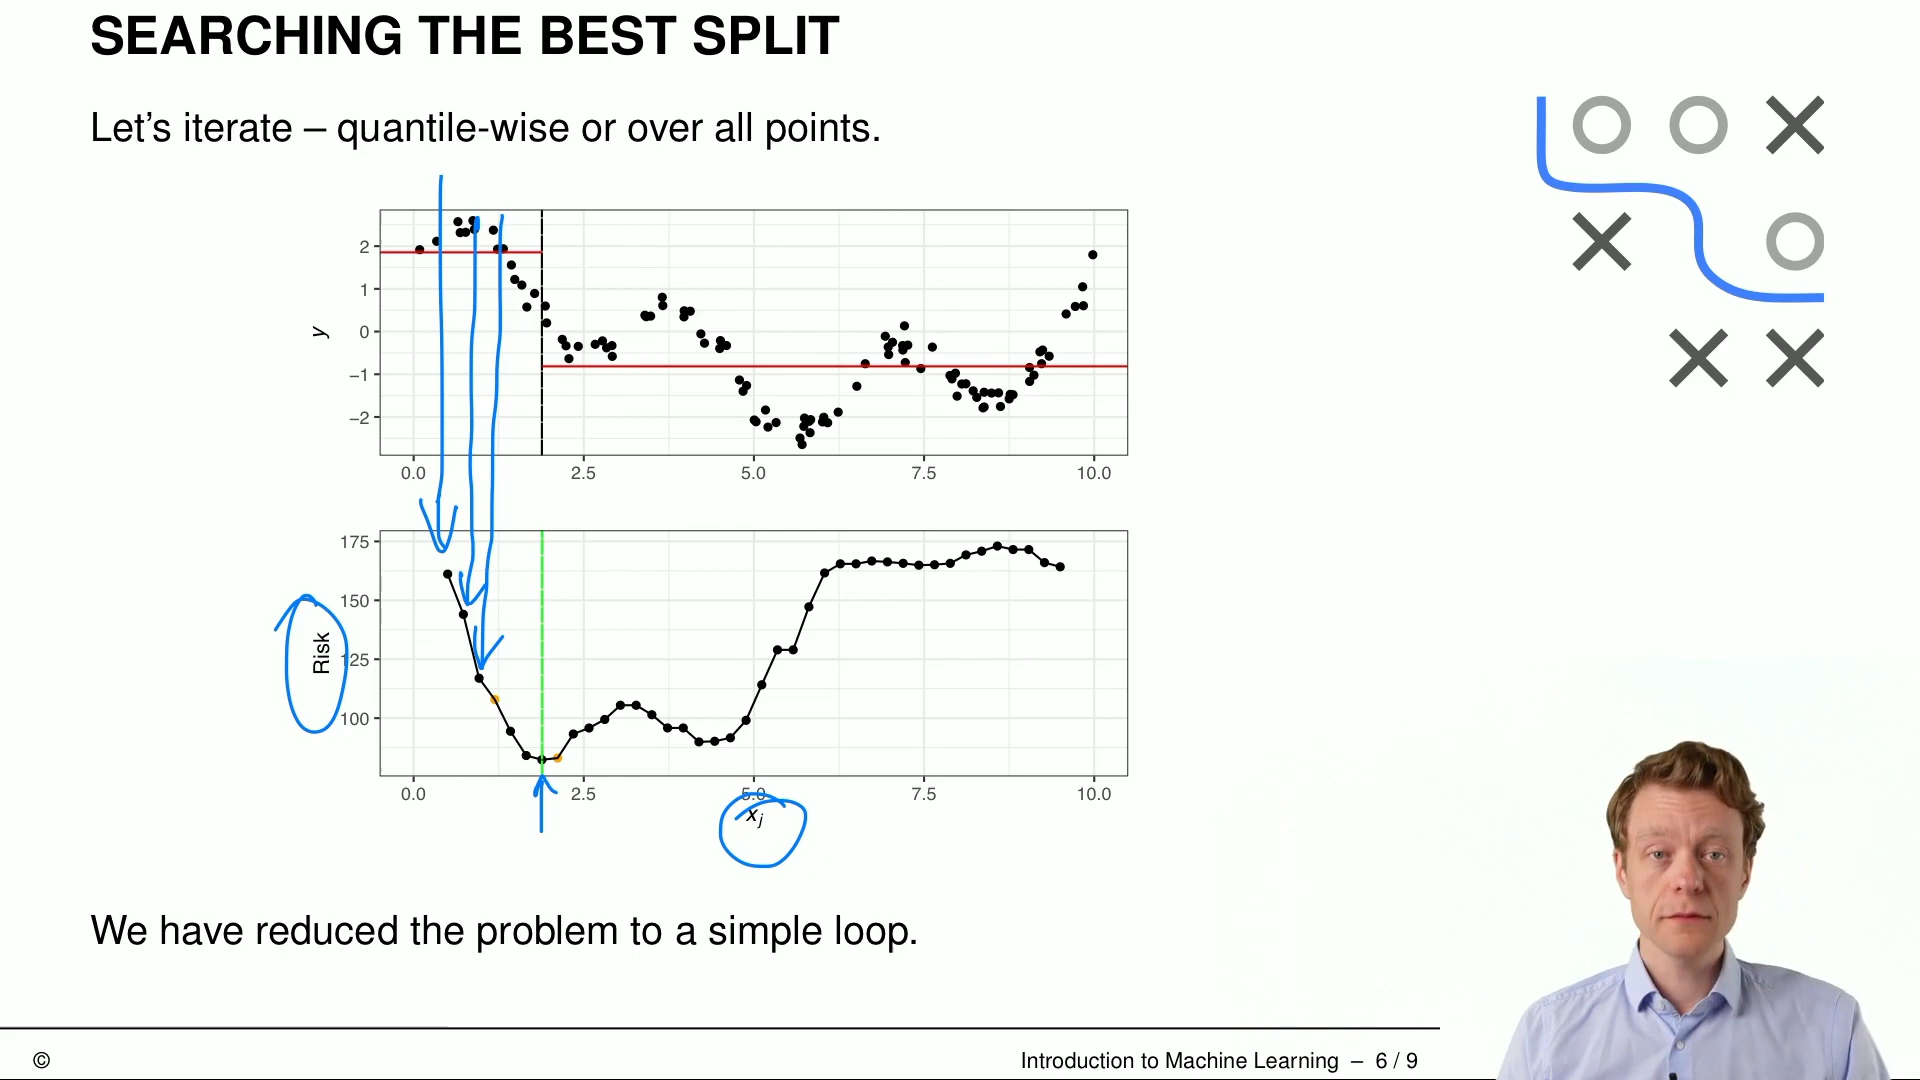 SEARCHING THE BEST SPLIT
Let's iterate – quantile-wise or over all points.
2
1
0
−1
−2
y
0.0 2.5 5.0 7.5 10.0
175
150
125
100
Risk
0.0 2.5 5.0 7.5 10.0
xj
We have reduced the problem to a simple loop.
© Introduction to Machine Learning – 6 / 9